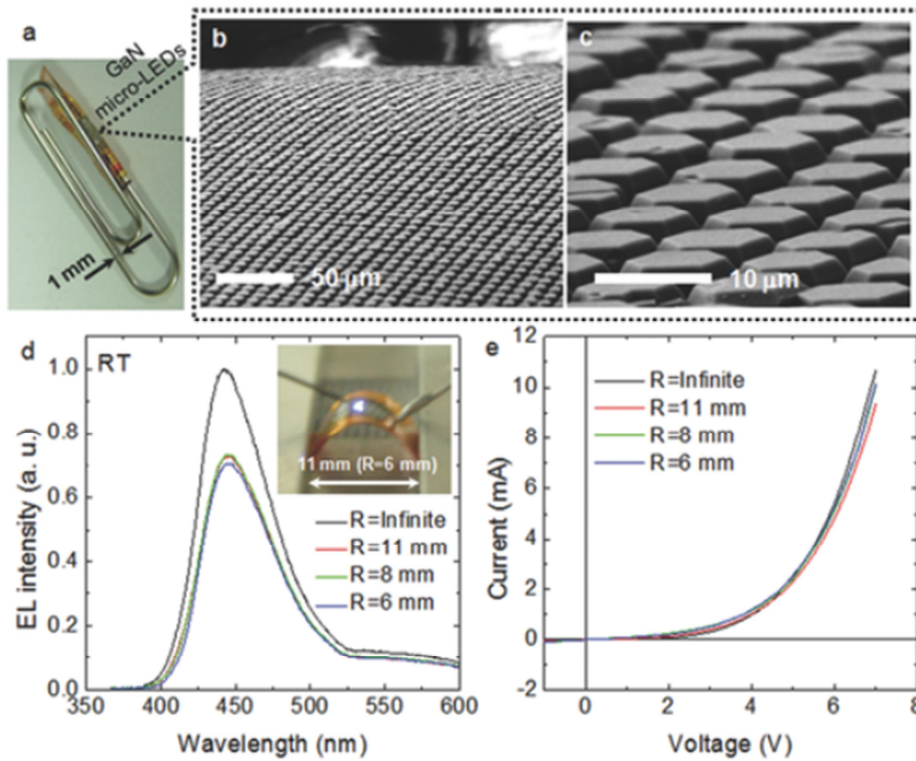 a
GaN
micro-LEDs
1 mm
b
50 μm
c
10 μm
d
RT
11 mm (R=6 mm)
R=Infinite
R=11 mm
R=8 mm
R=6 mm
EL intensity (a. u.)
1.0
0.8
0.6
0.4
0.2
0.0
350 400 450 500 550 600
Wavelength (nm)
e
R=Infinite
R=11 mm
R=8 mm
R=6 mm
Current (mA)
12
10
8
6
4
2
0
-2
0 2 4 6 8
Voltage (V)